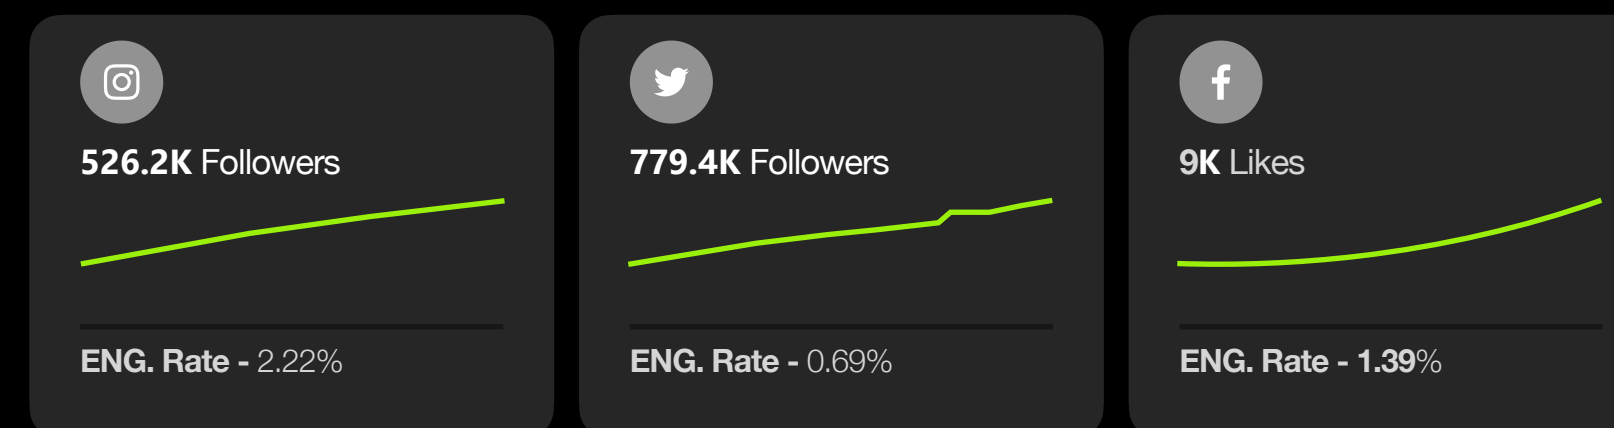 526.2K Followers
ENG. Rate - 2.22%
779.4K Followers
ENG. Rate - 0.69%
9K Likes
ENG. Rate - 1.39%